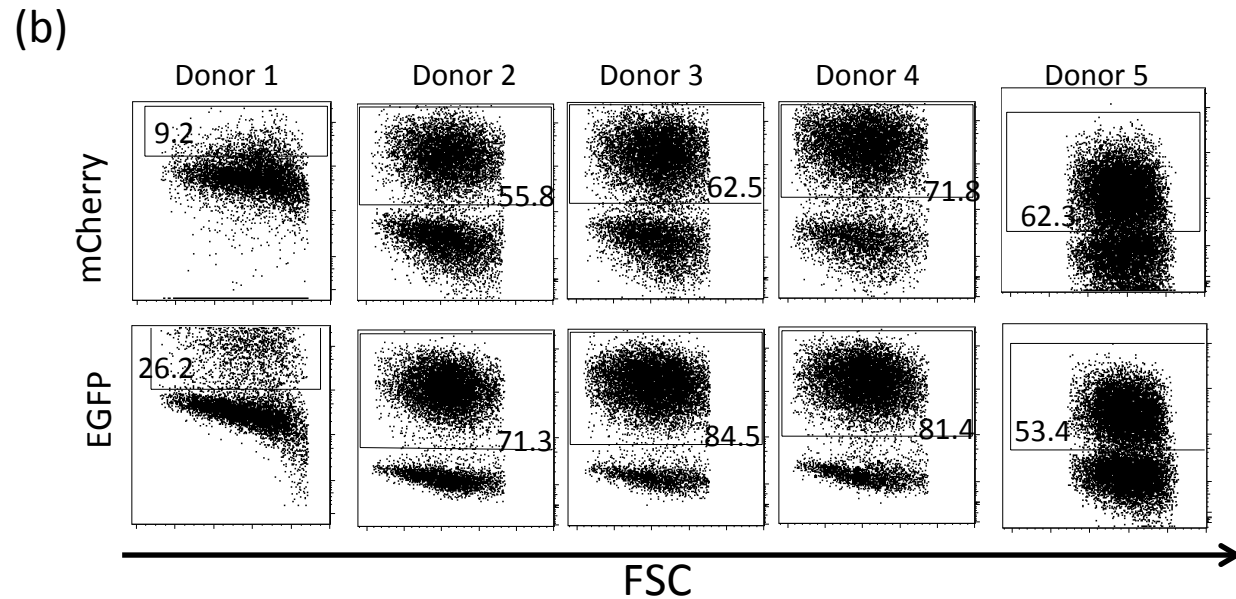 (b)
Donor 1 Donor 2 Donor 3 Donor 4 Donor 5
mCherry
9.2 55.8 62.5 71.8 62.3
EGFP
26.2 71.3 84.5 81.4 53.4
FSC